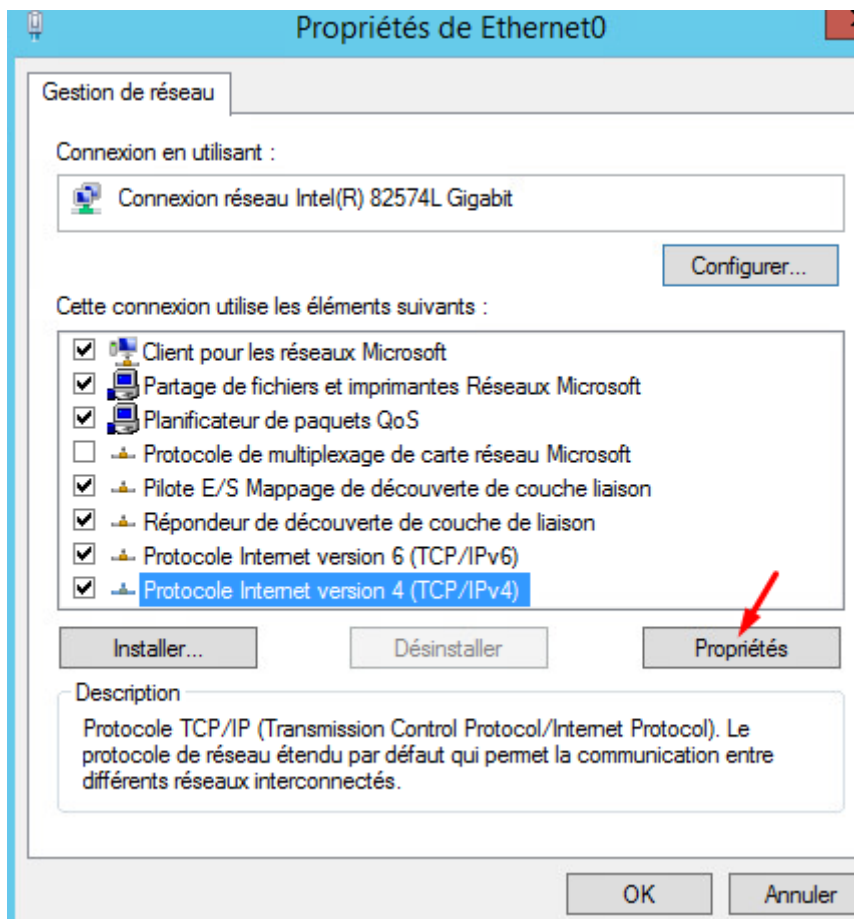 Propriétés de Ethernet0
Gestion de réseau
Connexion en utilisant :
Connexion réseau Intel(R) 82574L Gigabit
Configurer...
Cette connexion utilise les éléments suivants :
Client pour les réseaux Microsoft
Partage de fichiers et imprimantes Réseaux Microsoft
Planificateur de paquets QoS
Protocole de multiplexage de carte réseau Microsoft
Pilote E/S Mappage de découverte de couche liaison
Répondeur de découverte de couche de liaison
Protocole Internet version 6 (TCP/IPv6)
Protocole Internet version 4 (TCP/IPv4)
Installer...
Désinstaller
Propriétés
Description
Protocole TCP/IP (Transmission Control Protocol/Internet Protocol). Le
protocole de réseau étendu par défaut qui permet la communication entre
différents réseaux interconnectés.
OK
Annuler